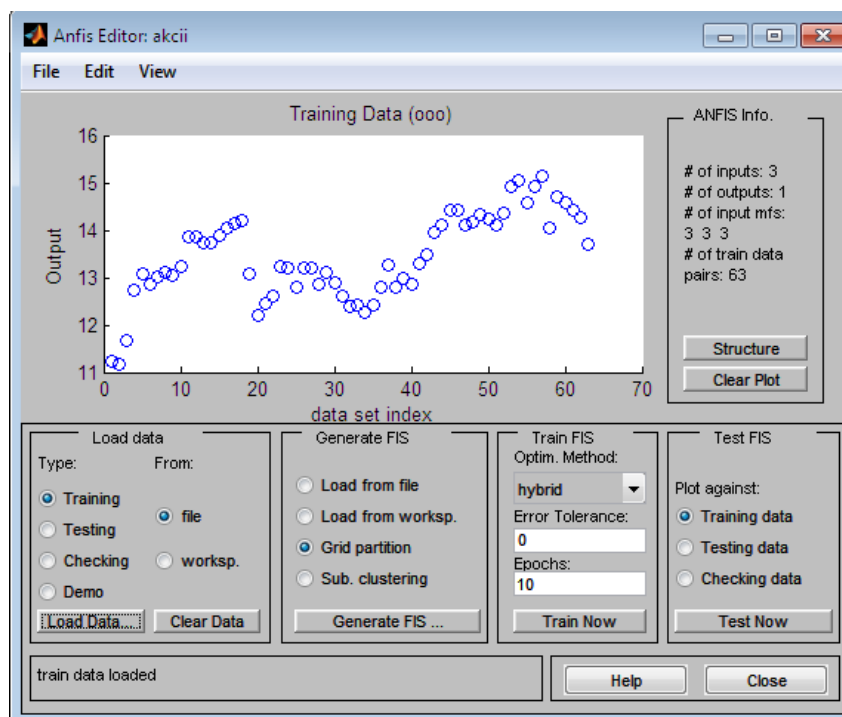 Anfis Editor: akcii
File Edit View
Training Data (ooo)
16
15
14
13
12
11
Output
0 10 20 30 40 50 60 70
data set index
ANFIS Info.
# of inputs: 3
# of outputs: 1
# of input mfs:
3 3 3
# of train data
pairs: 63
Structure
Clear Plot
Load data
Type: From:
Training
file
Testing
Checking
worksp.
Demo
Load Data... Clear Data
Generate FIS
Load from file
Load from worksp.
Grid partition
Sub. clustering
Generate FIS ...
Train FIS
Optim. Method:
hybrid
Error Tolerance:
0
Epochs:
10
Train Now
Test FIS
Plot against:
Training data
Testing data
Checking data
Test Now
train data loaded
Help Close